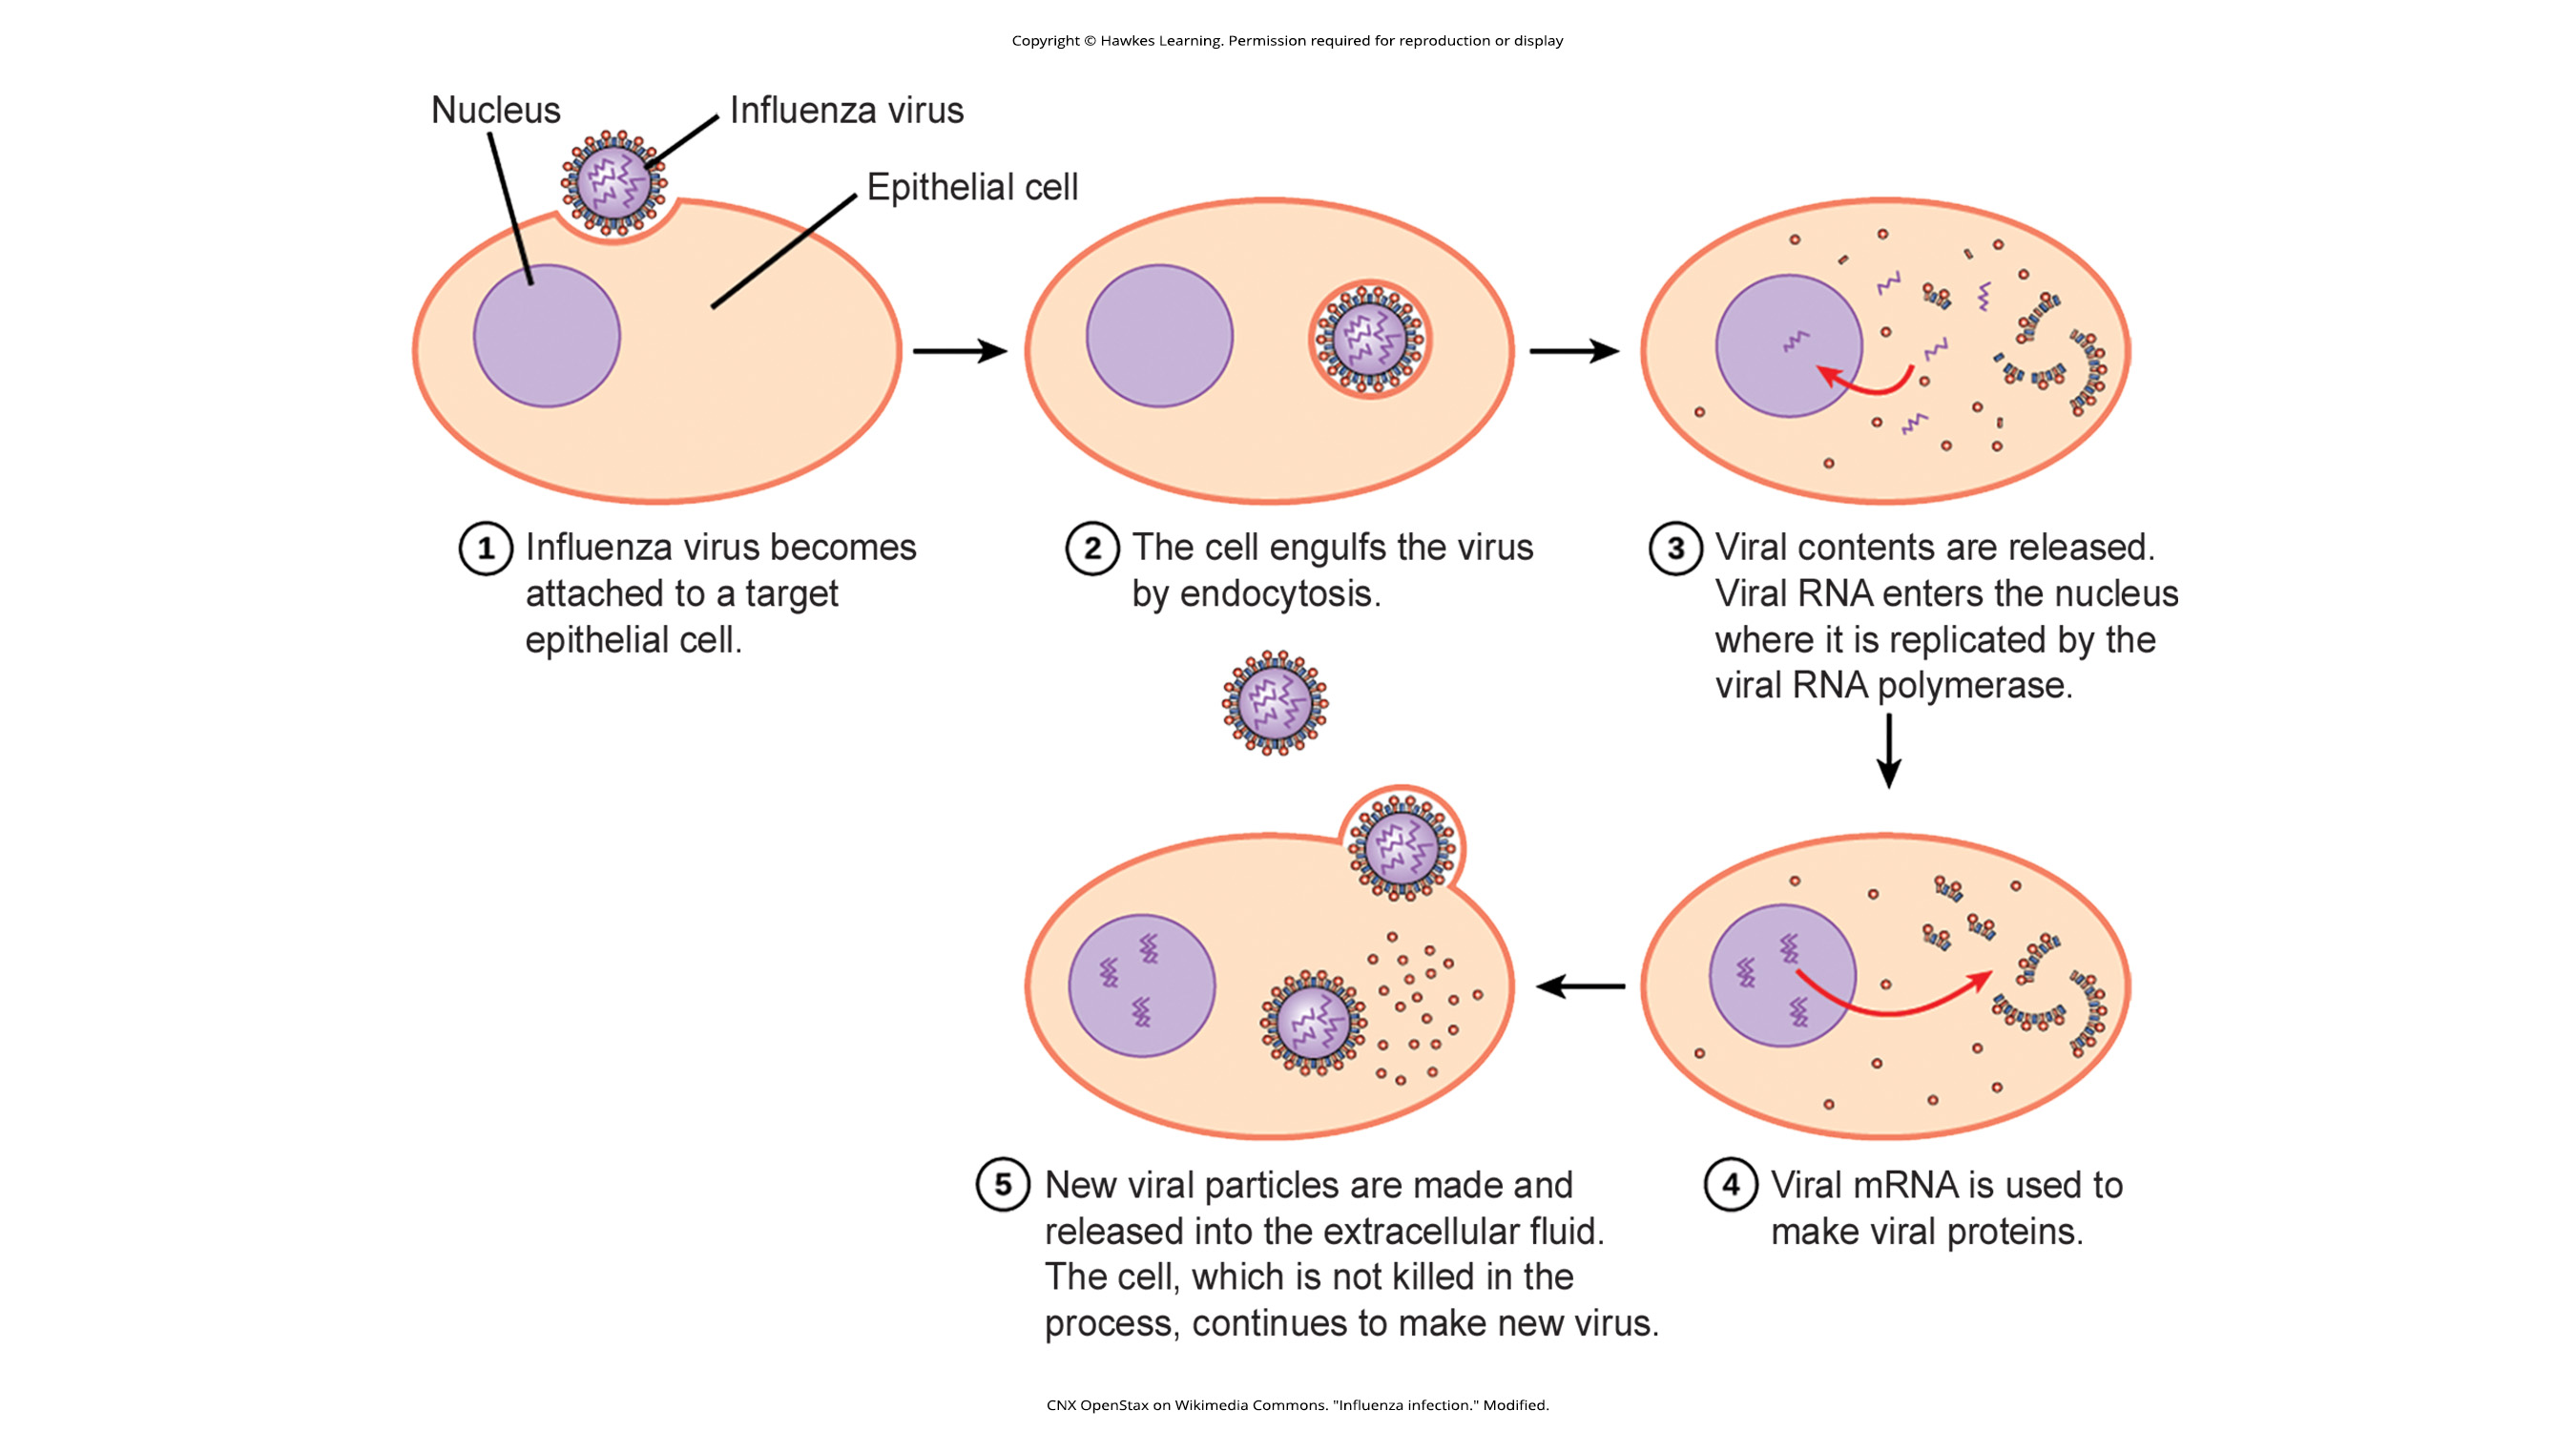 Copyright © Hawkes Learning. Permission required for reproduction or display
Nucleus
Influenza virus
Epithelial cell
1 Influenza virus becomes
attached to a target
epithelial cell.
2 The cell engulfs the virus
by endocytosis.
3 Viral contents are released.
Viral RNA enters the nucleus
where it is replicated by the
viral RNA polymerase.
4 Viral mRNA is used to
make viral proteins.
5 New viral particles are made and
released into the extracellular fluid.
The cell, which is not killed in the
process, continues to make new virus.
CNX OpenStax on Wikimedia Commons. "Influenza infection." Modified.